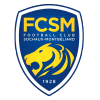 FCSM
FOOTBALL CLUB
SOCHAUX-MONTBÉLIARD
1928